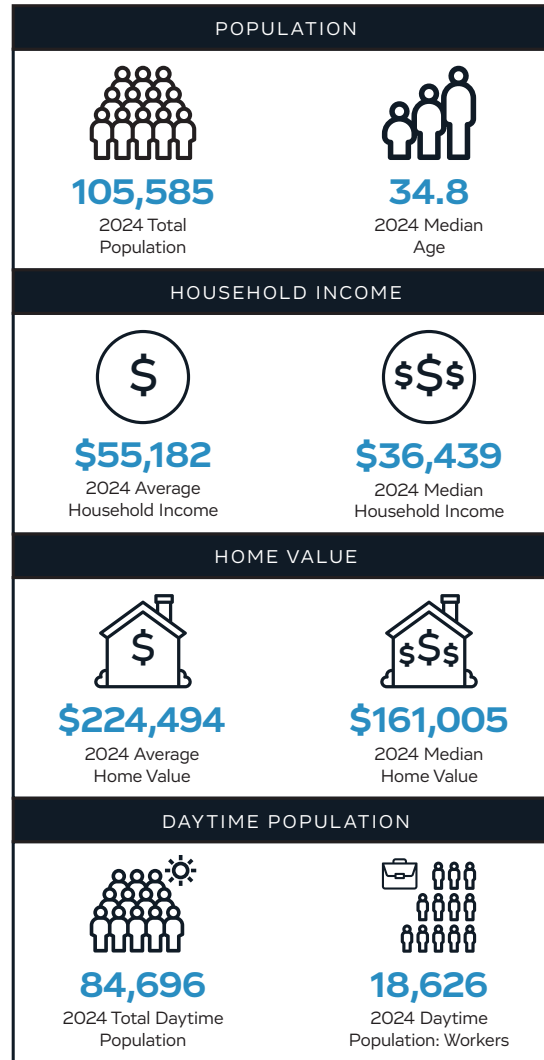 POPULATION
105,585
2024 Total
Population
34.8
2024 Median
Age
HOUSEHOLD INCOME
$
$55,182
2024 Average
Household Income
$$$
$36,439
2024 Median
Household Income
HOME VALUE
$
$224,494
2024 Average
Home Value
$$$
$161,005
2024 Median
Home Value
DAYTIME POPULATION
84,696
2024 Total Daytime
Population
18,626
2024 Daytime
Population: Workers